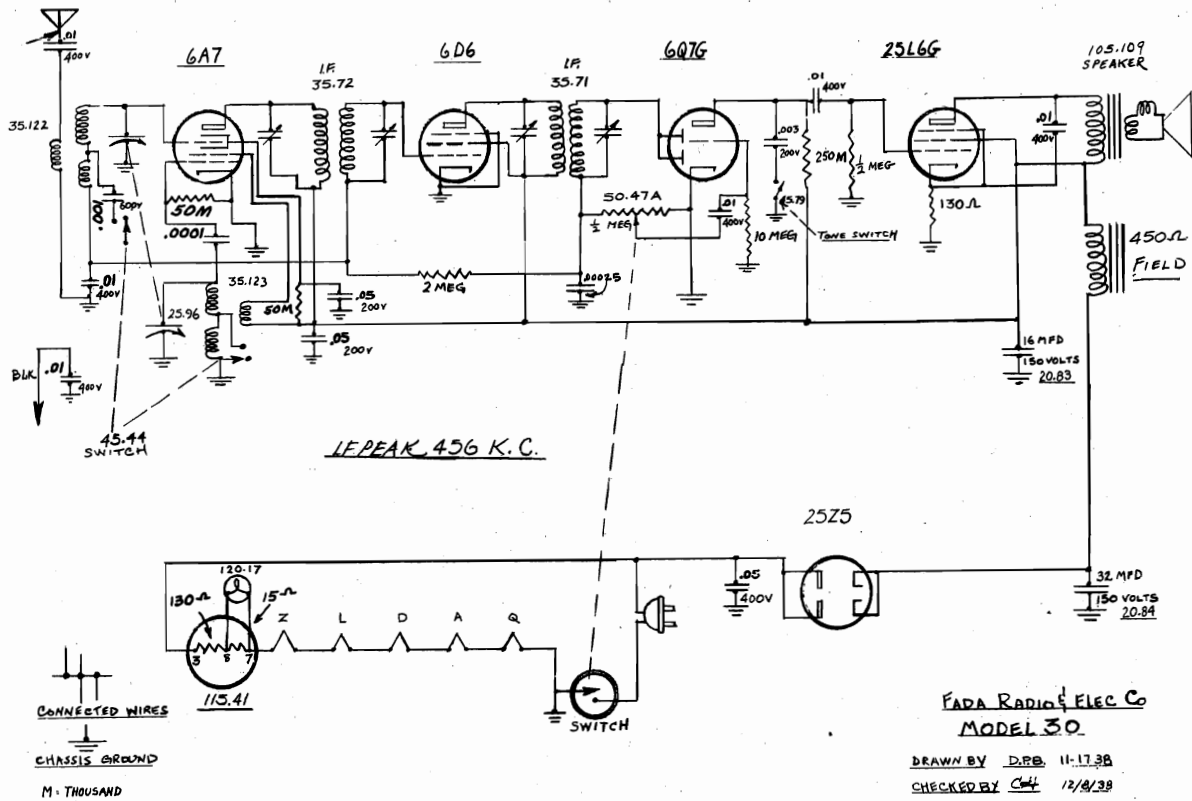 .01
400V
6A7
I.F.
35.72
6D6
I.F.
35.71
6Q7G
25L6G
105.109
SPEAKER
35.122
.01
.003
200V
250M
½ MEG
.01
400V
.001
600V
50M
.0001
50.47A
½ MEG
.01
400V
10 MEG
45.79
TONE SWITCH
130Ω
450Ω
FIELD
.01
400V
35.123
25.96
50M
2 MEG
.00025
.05
200V
.05
200V
16 MFD
150 VOLTS
20.83
BLK
.01
400V
45.44
SWITCH
I.F. PEAK 456 K.C.
25Z5
120.17
130Ω
15Ω
Z L D A Q
3 8 7
115.41
.05
400V
32 MFD
150 VOLTS
20.84
SWITCH
CONNECTED WIRES
CHASSIS GROUND
M: THOUSAND
FADA RADIO & ELEC CO
MODEL 30
DRAWN BY D.P.B. 11-17 38
CHECKED BY 12/8/38